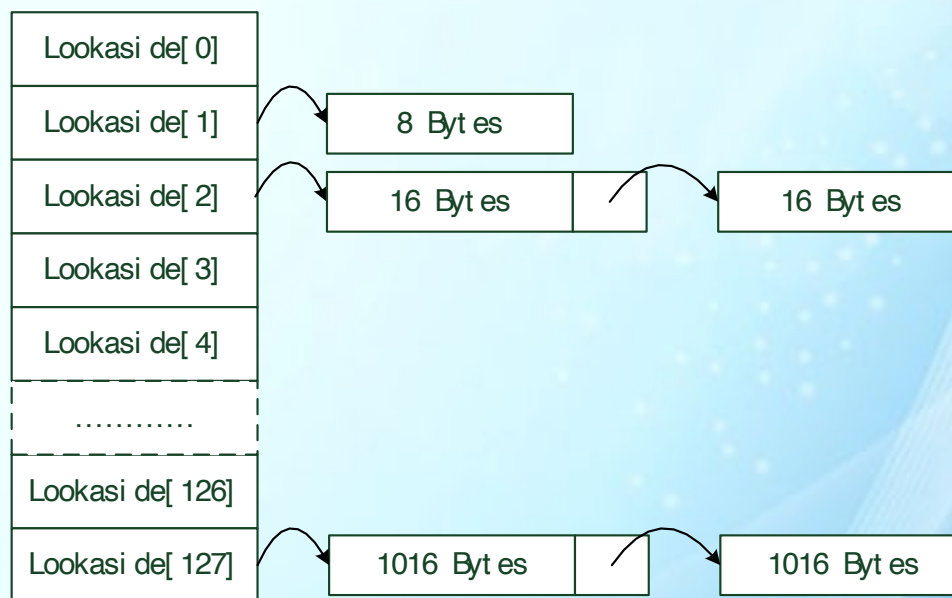 Lookasi de[ 0]
Lookasi de[ 1]
8 Byt es
Lookasi de[ 2]
16 Byt es
16 Byt es
Lookasi de[ 3]
Lookasi de[ 4]
............
Lookasi de[ 126]
Lookasi de[ 127]
1016 Byt es
1016 Byt es